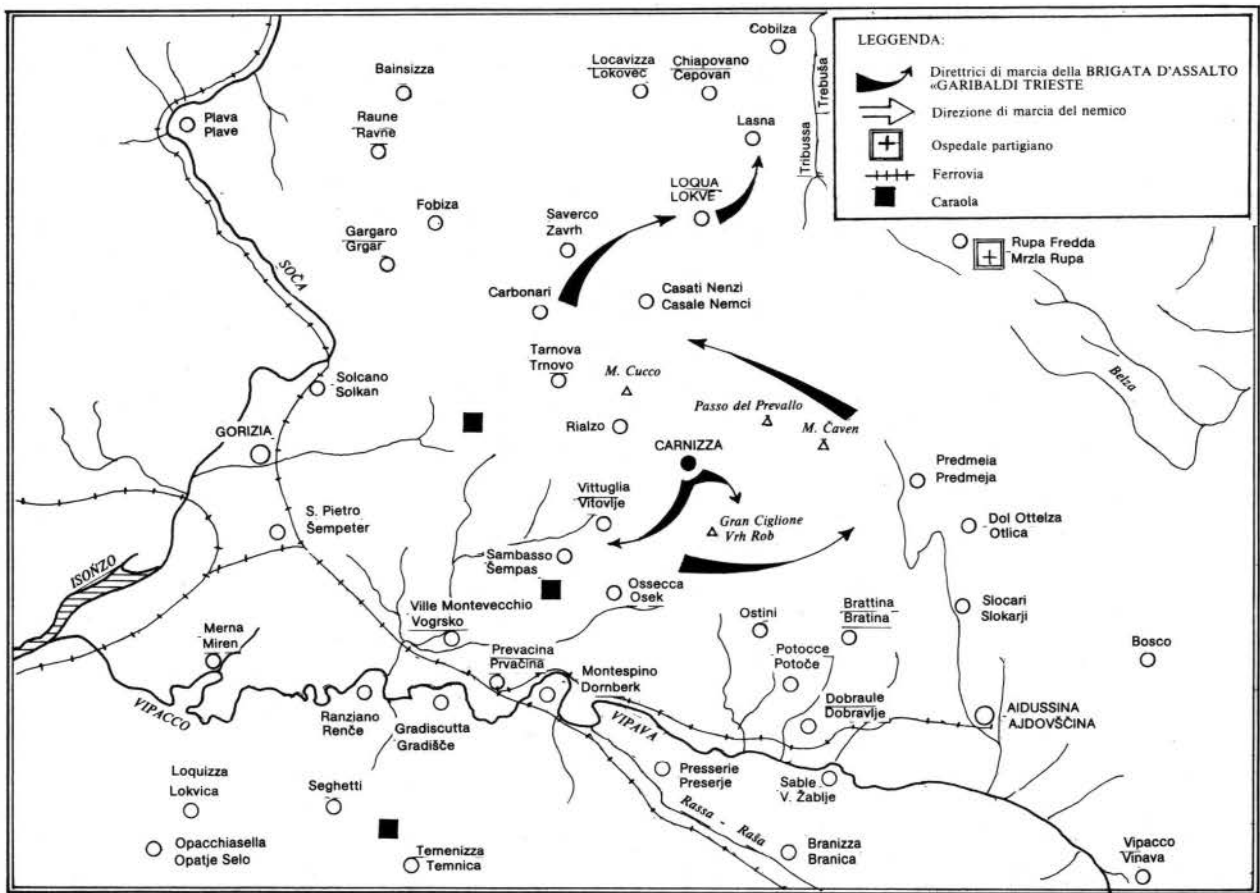 Cobilza
Bainsizza
Locavizza
Lokovec
Chiapovano
Čepovan
Plava
Plave
Raune
Ravne
Lasna
Tribussa
Trebuša
LOQUA
LOKVE
Fobiza
Saverco
Zavrh
Gargaro
Grgar
SOČA
Carbonari
Casati Nenzi
Casale Nemci
LEGGENDA:
Direttrici di marcia della BRIGATA D'ASSALTO
«GARIBALDI TRIESTE
Direzione di marcia del nemico
Ospedale partigiano
Ferrovia
Caraola
Rupa Fredda
Mrzla Rupa
Belza
Tarnova
Trnovo
M. Cucco
Solcano
Solkan
Rialzo
Passo del Prevallo
M. Čaven
GORIZIA
CARNIZZA
Predmeia
Predmeja
Vittuglia
Vitovlje
S. Pietro
Šempeter
Gran Ciglione
Vrh Rob
Dol Ottelza
Otlica
Sambasso
Šempas
ISOŃZO
Ossecca
Osek
Ville Montevecchio
Vogrsko
Ostini
Brattina
Bratina
Slocari
Slokarji
Merna
Miren
Bosco
Prevacina
Prvačina
Potocce
Potoče
Montespino
Dornberk
VIPACCO
Ranziano
Renče
Gradiscutta
Gradišče
VIPAVA
Dobraule
Dobravlje
AIDUSSINA
AJDOVŠČINA
Loquizza
Lokvica
Seghetti
Presserie
Preserje
Sable
V. Žablje
Rassa - Raša
Opacchiasella
Opatje Selo
Temenizza
Temnica
Branizza
Branica
Vipacco
Vinava